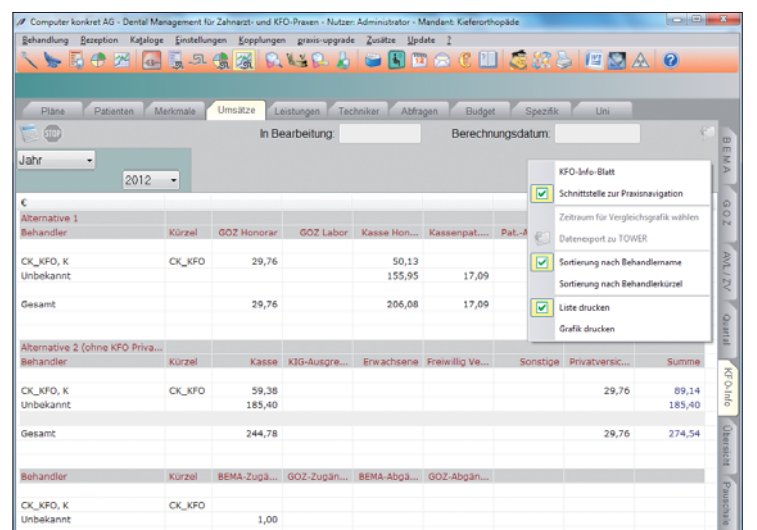 Computer konkret AG - Dental Management für Zahnarzt- und KFO-Praxen - Nutzer: Administrator - Mandant: Kieferorthopäde
Behandlung Rezeption Kataloge Einstellungen Kopplungen praxis-upgrade Zusätze Update ?
Pläne Patienten Merkmale Umsätze Leistungen Techniker Abfragen Budget Spezifik Uni
STOP In Bearbeitung: Berechnungsdatum:
Jahr
2012
KFO-Info-Blatt
Schnittstelle zur Praxisnavigation
Zeitraum für Vergleichsgrafik wählen
Datenexport zu TOWER
Sortierung nach Behandlername
Sortierung nach Behandlerkürzel
Liste drucken
Grafik drucken
€
Alternative 1
Behandler Kürzel GOZ Honorar GOZ Labor Kasse Hon... Kassenpat.... Pat.-A
CK_KFO, K CK_KFO 29,76 50,13
Unbekannt 155,95 17,09
Gesamt 29,76 206,08 17,09
Alternative 2 (ohne KFO Priva...
Behandler Kürzel Kasse KIG-Ausgre... Erwachsene Freiwillig Ve... Sonstige Privatversic... Summe
CK_KFO, K CK_KFO 59,38 29,76 89,14
Unbekannt 185,40 185,40
Gesamt 244,78 29,76 274,54
Behandler Kürzel BEMA-Zugä... GOZ-Zugän... BEMA-Abgä... GOZ-Abgän...
CK_KFO, K CK_KFO
Unbekannt 1,00
BEMA
GOZ
AVL / ZV
Quartal
KFO-Info
Übersicht
Pauschale